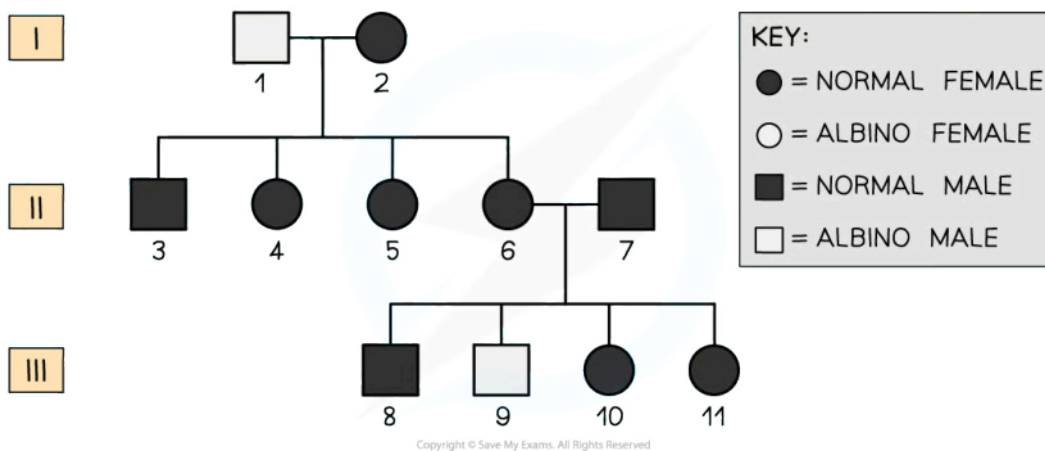 I
1 2
KEY:
= NORMAL FEMALE
= ALBINO FEMALE
= NORMAL MALE
= ALBINO MALE
II
3 4 5 6 7
III
8 9 10 11
Copyright © Save My Exams. All Rights Reserved